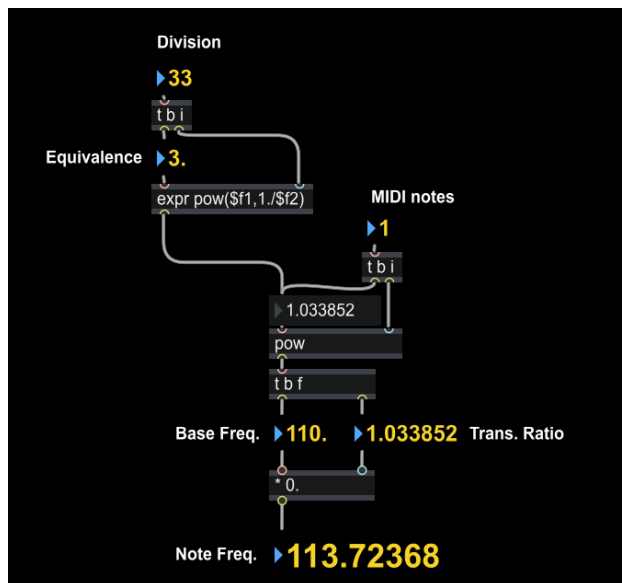 Division
33
t b i
Equivalence 3.
expr pow($f1,1./$f2)
MIDI notes
1
t b i
1.033852
pow
t b f
Base Freq. 110. 1.033852 Trans. Ratio
* 0.
Note Freq. 113.72368